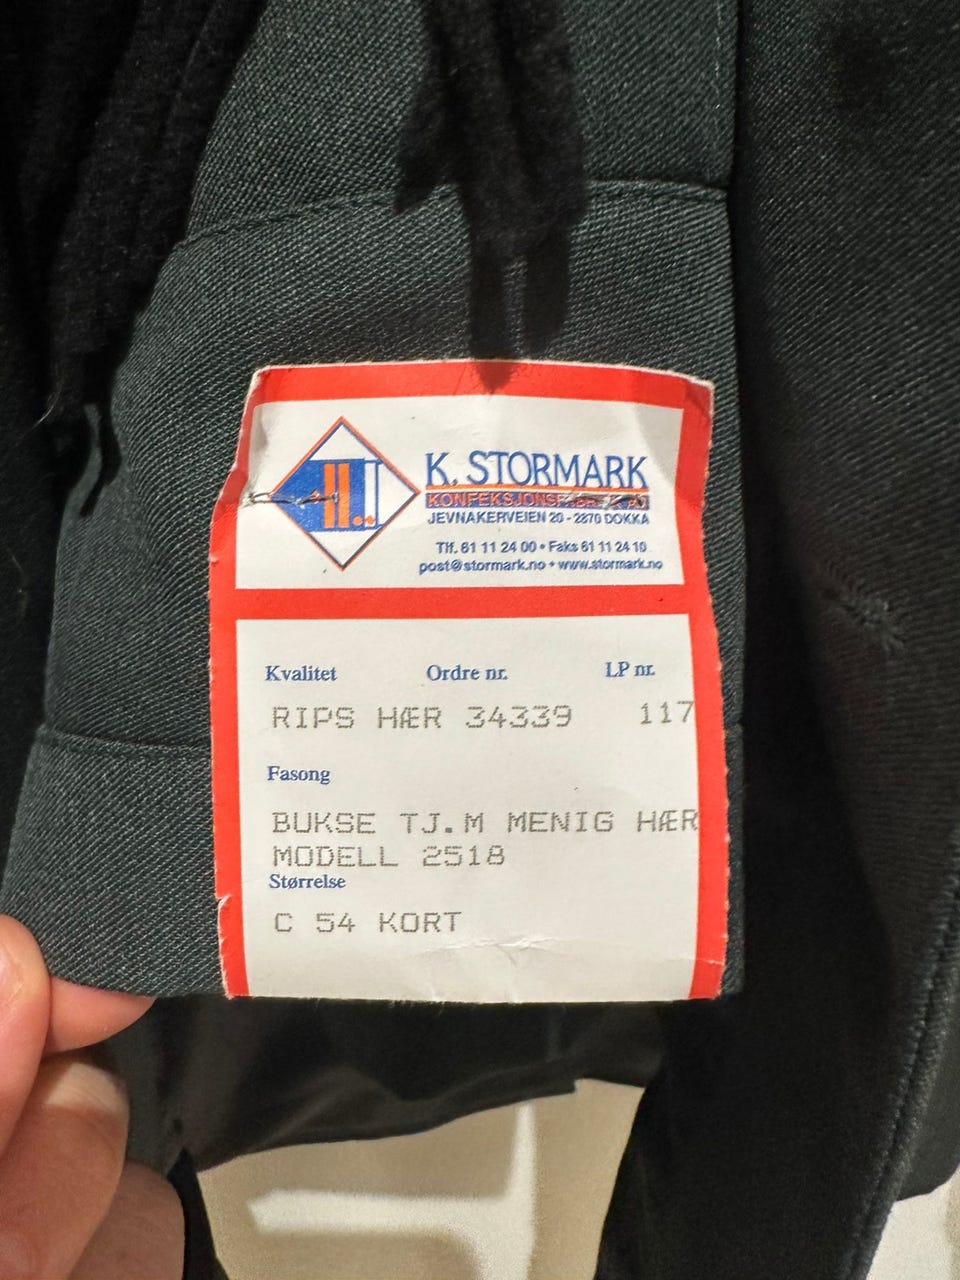 K. STORMARK
KONFEKSJONSFABRIKK AS
JEVNAKERVEIEN 20 - 2870 DOKKA
Tlf. 61 11 24 00 • Faks 61 11 24 10
post@stormark.no • www.stormark.no
Kvalitet Ordre nr. LP nr.
RIPS HÆR 34339 117
Fasong
BUKSE TJ.M MENIG HÆR
MODELL 2518
Størrelse
C 54 KORT